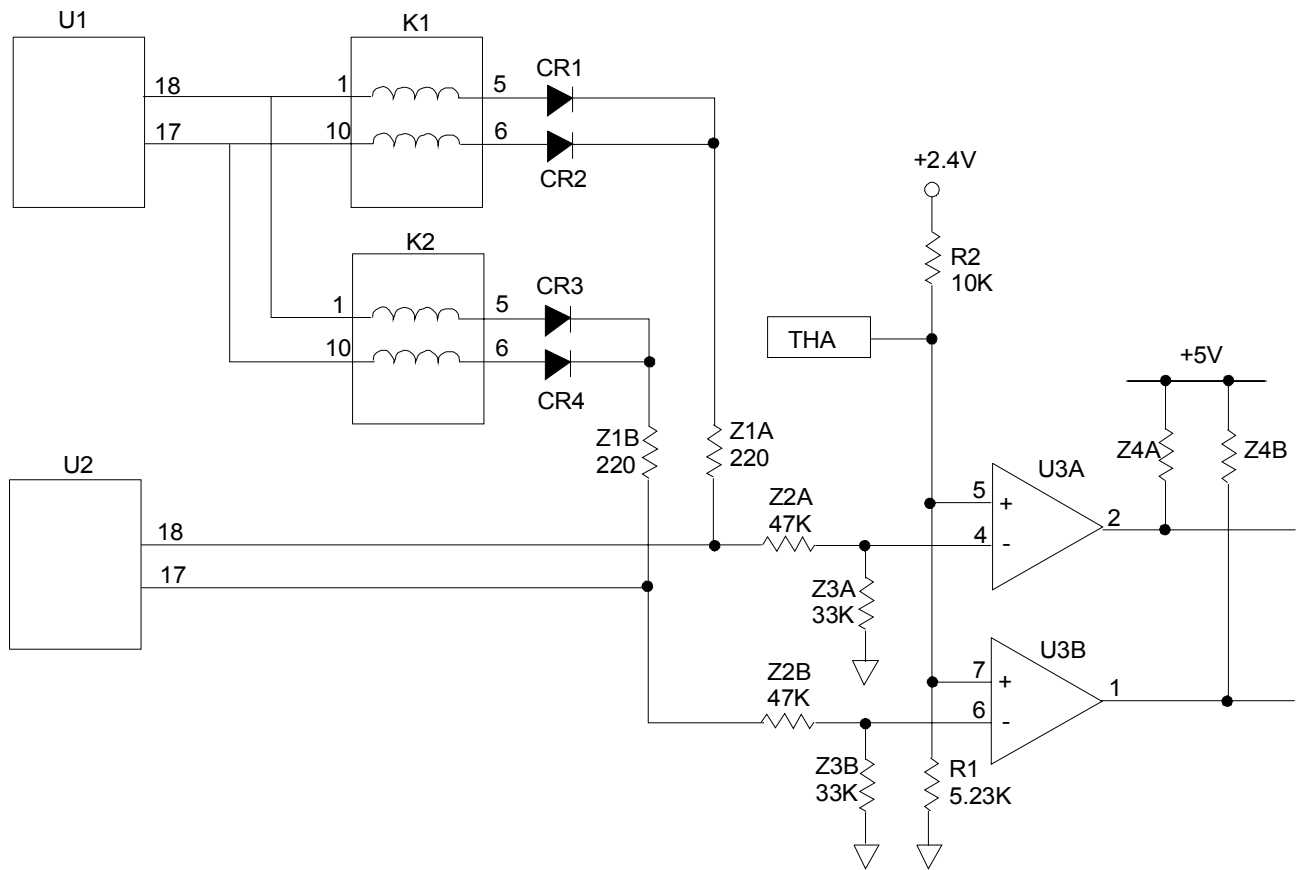 U1
K1
18
1
5
CR1
17
10
6
CR2
+2.4V
K2
R2
10K
1
5
CR3
10
6
CR4
THA
+5V
Z1B
220
Z1A
220
Z4A
Z4B
U2
U3A
Z2A
47K
5
+
2
18
4
-
17
Z3A
33K
U3B
Z2B
47K
7
+
1
6
-
Z3B
33K
R1
5.23K